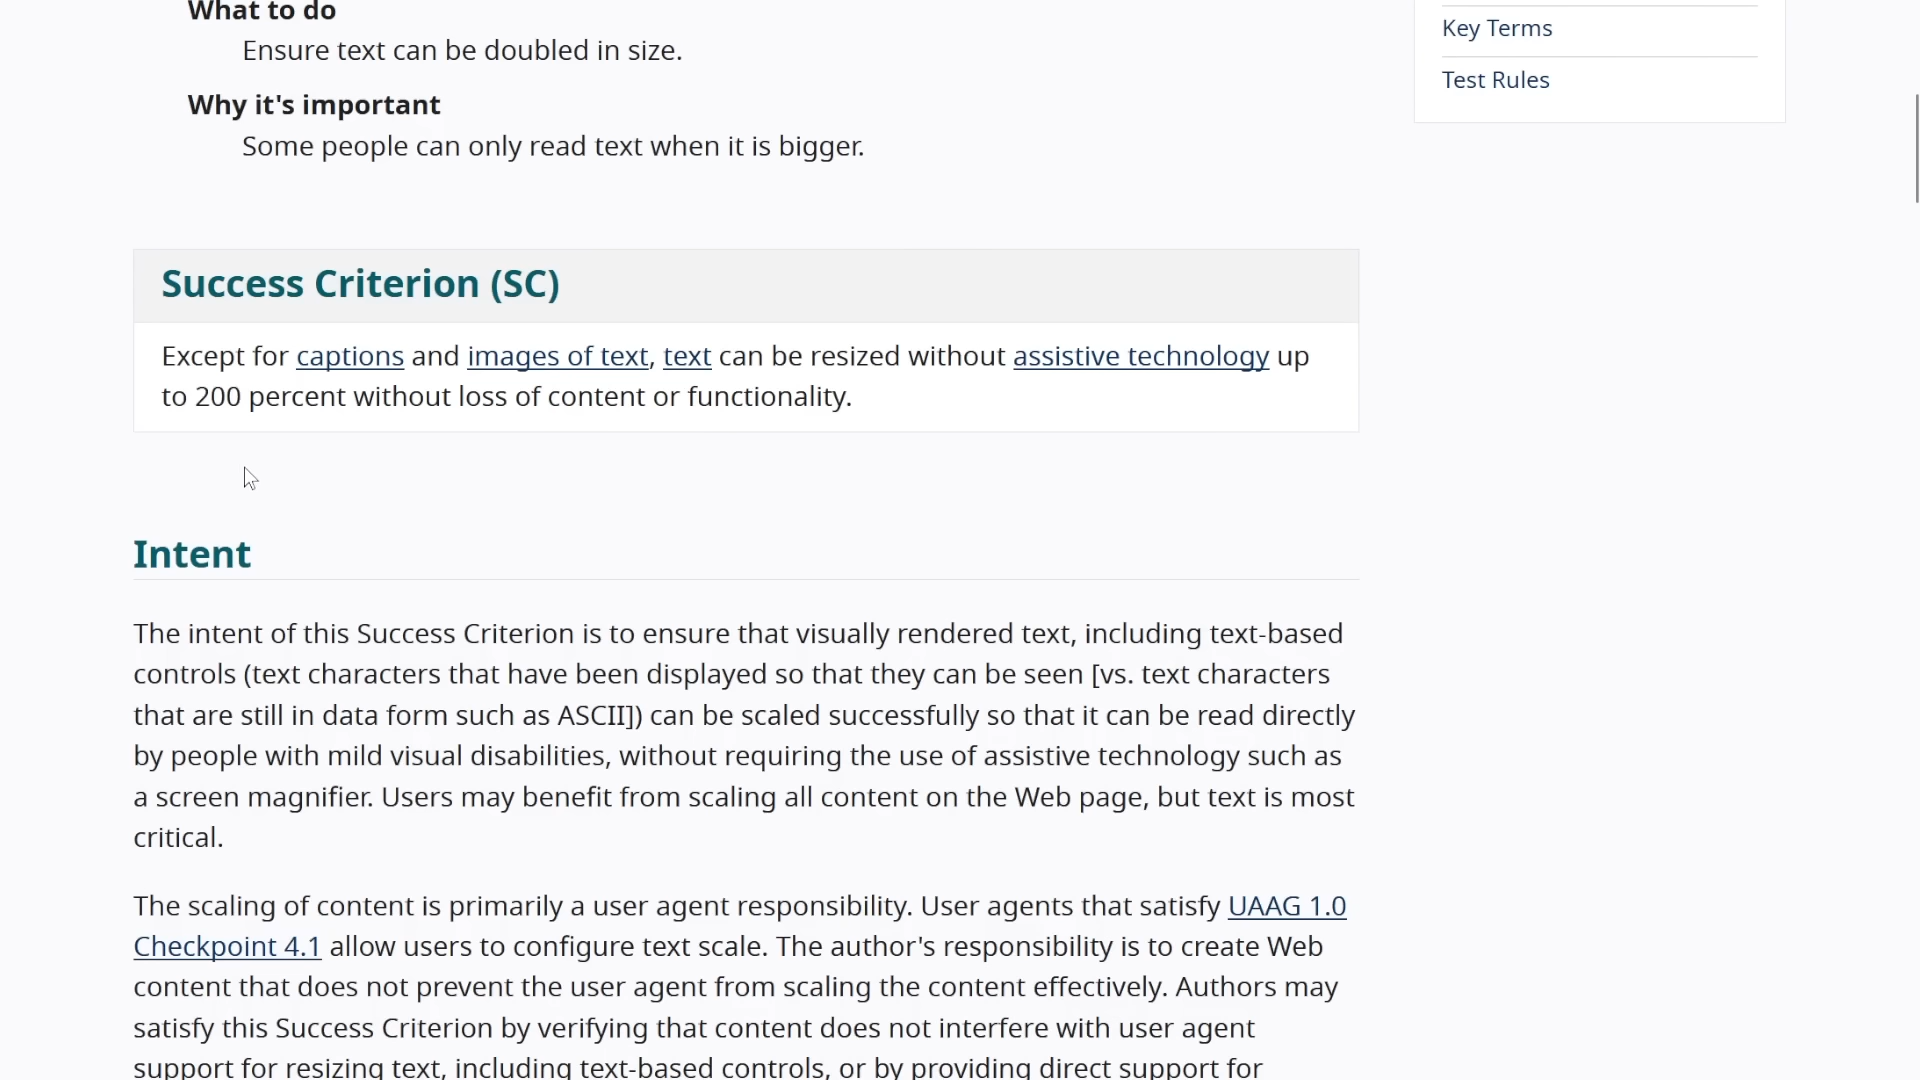 What to do
Ensure text can be doubled in size.
Why it's important
Some people can only read text when it is bigger.
Key Terms
Test Rules
Success Criterion (SC)
Except for captions and images of text, text can be resized without assistive technology up
to 200 percent without loss of content or functionality.
Intent
The intent of this Success Criterion is to ensure that visually rendered text, including text-based
controls (text characters that have been displayed so that they can be seen [vs. text characters
that are still in data form such as ASCII]) can be scaled successfully so that it can be read directly
by people with mild visual disabilities, without requiring the use of assistive technology such as
a screen magnifier. Users may benefit from scaling all content on the Web page, but text is most
critical.
The scaling of content is primarily a user agent responsibility. User agents that satisfy UAAG 1.0
Checkpoint 4.1 allow users to configure text scale. The author's responsibility is to create Web
content that does not prevent the user agent from scaling the content effectively. Authors may
satisfy this Success Criterion by verifying that content does not interfere with user agent
support for resizing text, including text-based controls, or by providing direct support for